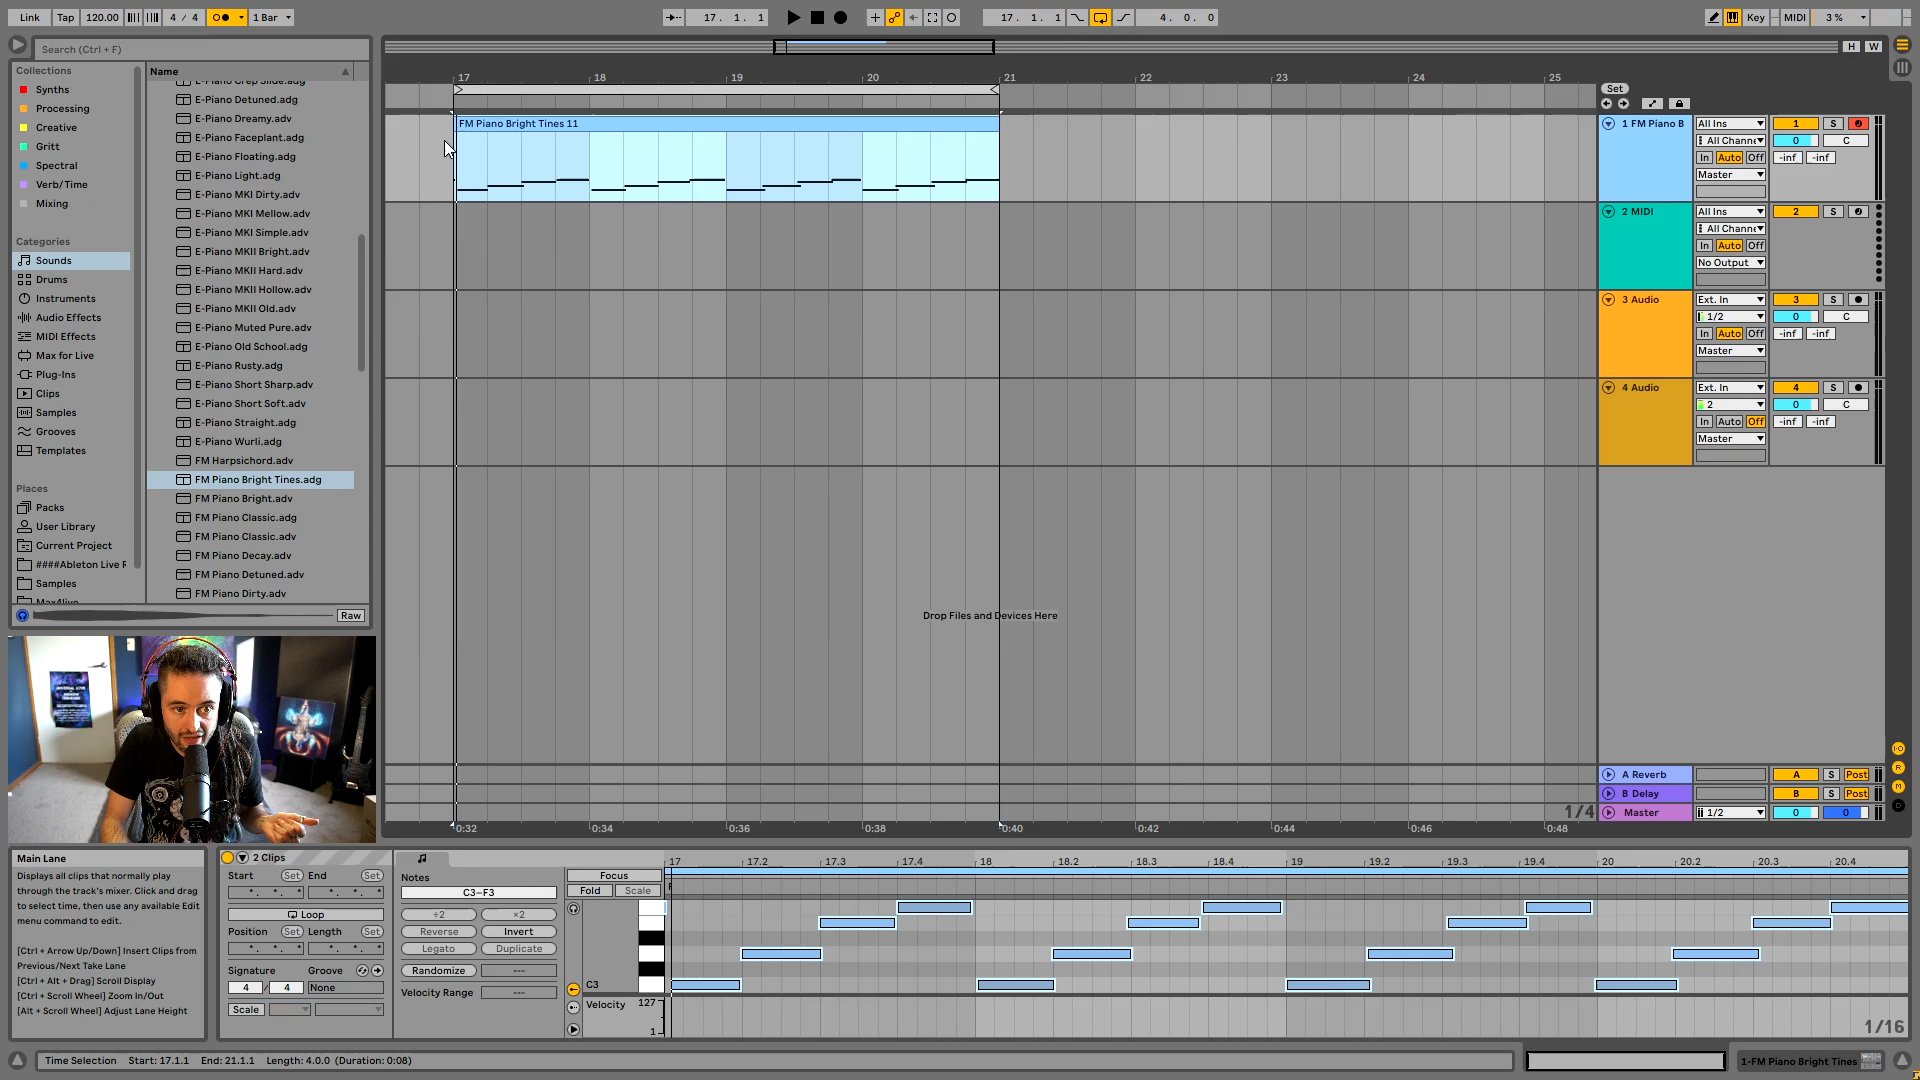 Link Tap 120.00 4 / 4 1 Bar 17. 1. 1 17. 1. 1 4. 0. 0 Key MIDI 3 %
Search (Ctrl + F)
H W
Collections
Synths
Processing
Creative
Gritt
Spectral
Verb/Time
Mixing
Categories
Sounds
Drums
Instruments
Audio Effects
MIDI Effects
Max for Live
Plug-Ins
Clips
Samples
Grooves
Templates
Places
Packs
User Library
Current Project
####Ableton Live F
Samples
Name
E-Piano Detuned.adg
E-Piano Dreamy.adv
E-Piano Faceplant.adg
E-Piano Floating.adg
E-Piano Light.adg
E-Piano MKI Dirty.adv
E-Piano MKI Mellow.adv
E-Piano MKI Simple.adv
E-Piano MKII Bright.adv
E-Piano MKII Hard.adv
E-Piano MKII Hollow.adv
E-Piano MKII Old.adv
E-Piano Muted Pure.adv
E-Piano Old School.adg
E-Piano Rusty.adg
E-Piano Short Sharp.adv
E-Piano Short Soft.adv
E-Piano Straight.adv
E-Piano Wurli.adg
FM Harpsichord.adv
FM Piano Bright Tines.adg
FM Piano Bright.adv
FM Piano Classic.adg
FM Piano Classic.adv
FM Piano Decay.adv
FM Piano Detuned.adv
FM Piano Dirty.adv
Raw
17 18 19 20 21 22 23 24 25
FM Piano Bright Tines 11
Drop Files and Devices Here
1/4
0:32 0:34 0:36 0:38 0:40 0:42 0:44 0:46 0:48
Set
1 FM Piano B All Ins 1 S
All Channe 0 C
In Auto Off -inf -inf
Master
2 MIDI All Ins 2 S
All Channe
In Auto Off
No Output
3 Audio Ext. In 3 S
1/2 0 C
In Auto Off -inf -inf
Master
4 Audio Ext. In 4 S
2 0 C
In Auto Off -inf -inf
Master
A Reverb A S Post
B Delay B S Post
Master 1/2 0 0
Main Lane
Displays all clips that normally play
through the track's mixer. Click and drag
to select time, then use any available Edit
menu command to edit.
[Ctrl + Arrow Up/Down] Insert Clips from
Previous/Next Take Lane
[Ctrl + Alt + Drag] Scroll Display
[Ctrl + Scroll Wheel] Zoom In/Out
[Alt + Scroll Wheel] Adjust Lane Height
2 Clips
Start Set End Set
Loop
Position Set Length Set
Signature Groove
4 / 4 None
Scale
Notes
C3–F3
÷2 ×2
Reverse Invert
Legato Duplicate
Randomize ---
Velocity Range ---
Focus
Fold Scale
C3
Velocity 127
1
17 17.2 17.3 17.4 18 18.2 18.3 18.4 19 19.2 19.3 19.4 20 20.2 20.3 20.4
1/16
Time Selection Start: 17.1.1 End: 21.1.1 Length: 4.0.0 (Duration: 0:08)
1-FM Piano Bright Tines